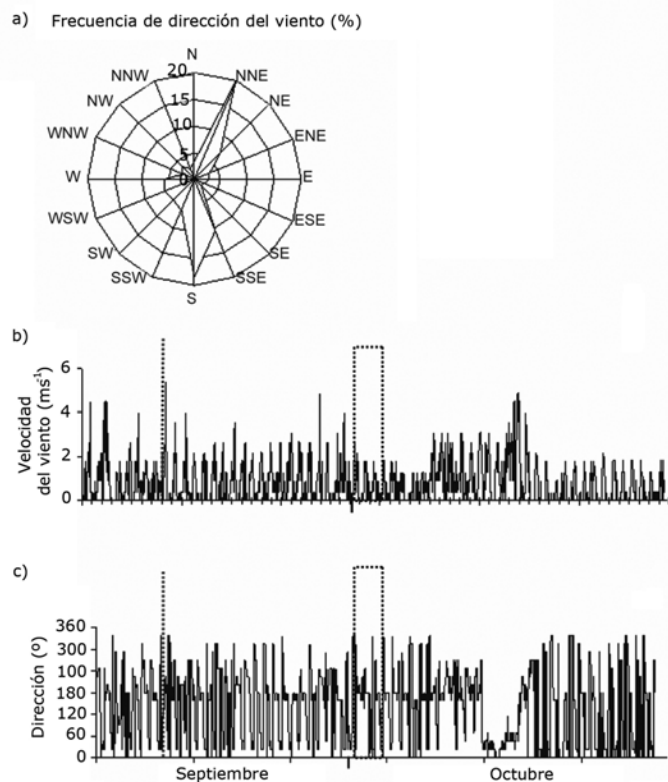 a) Frecuencia de dirección del viento (%)
N
NNW
NNE
20
NW
15
NE
WNW
10
ENE
5
W
0
E
WSW
ESE
SW
SE
SSW
SSE
S
b)
Velocidad
del viento (ms-1)
6
4
2
0
c)
Dirección (º)
360
300
100
180
120
60
0
Septiembre
Octubre